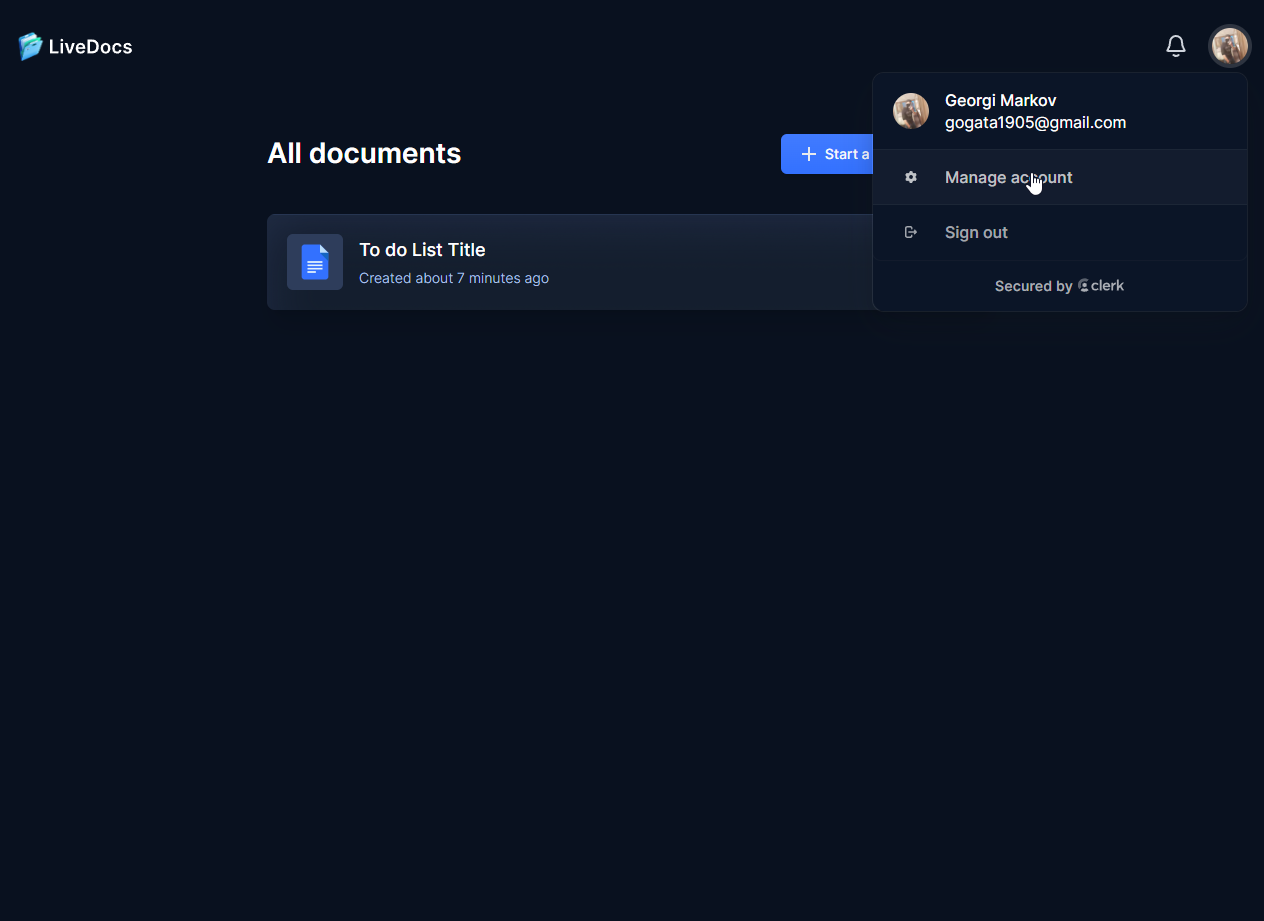 LiveDocs
Georgi Markov
gogata1905@gmail.com
All documents
Start a
Manage account
To do List Title
Created about 7 minutes ago
Sign out
Secured by clerk